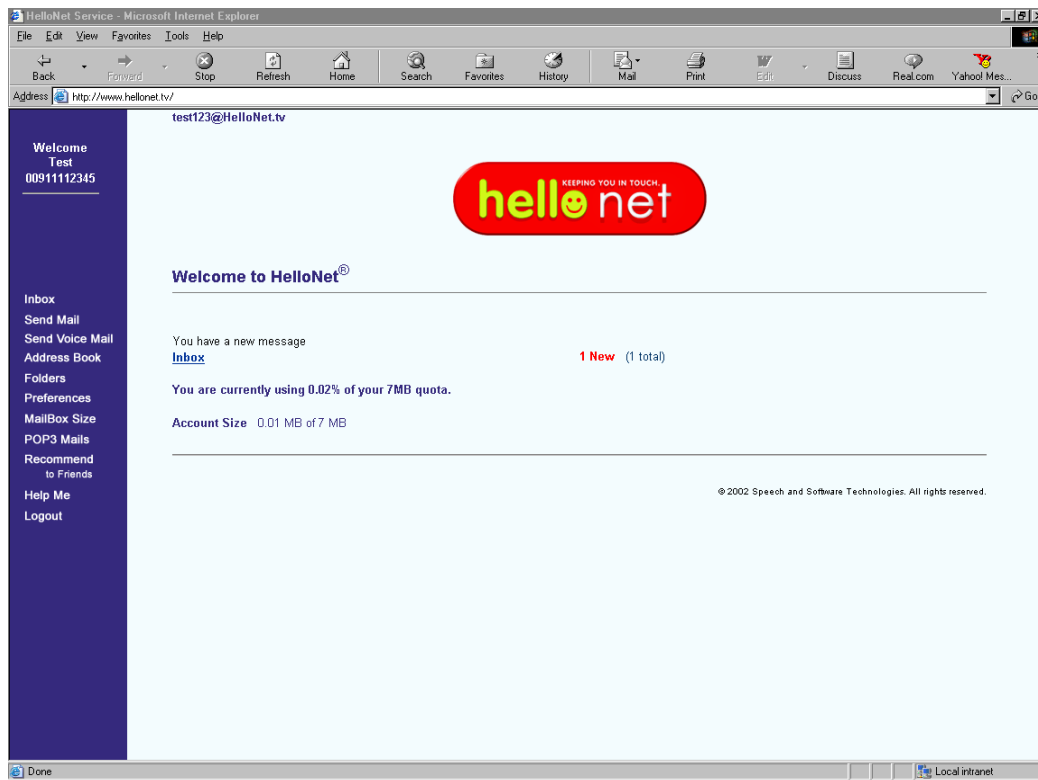 HelloNet Service - Microsoft Internet Explorer
File Edit View Favorites Tools Help
Back Forward Stop Refresh Home Search Favorites History Mail Print Edit Discuss Real.com Yahoo! Mes...
Address http://www.hellonet.tv/ Go
test123@HelloNet.tv
Welcome
Test
00911112345
KEEPING YOU IN TOUCH.
hello net
Welcome to HelloNet®
Inbox
Send Mail
Send Voice Mail
Address Book
Folders
Preferences
MailBox Size
POP3 Mails
Recommend
to Friends
Help Me
Logout
You have a new message
Inbox 1 New (1 total)
You are currently using 0.02% of your 7MB quota.
Account Size 0.01 MB of 7 MB
© 2002 Speech and Software Technologies. All rights reserved.
Done Local intranet